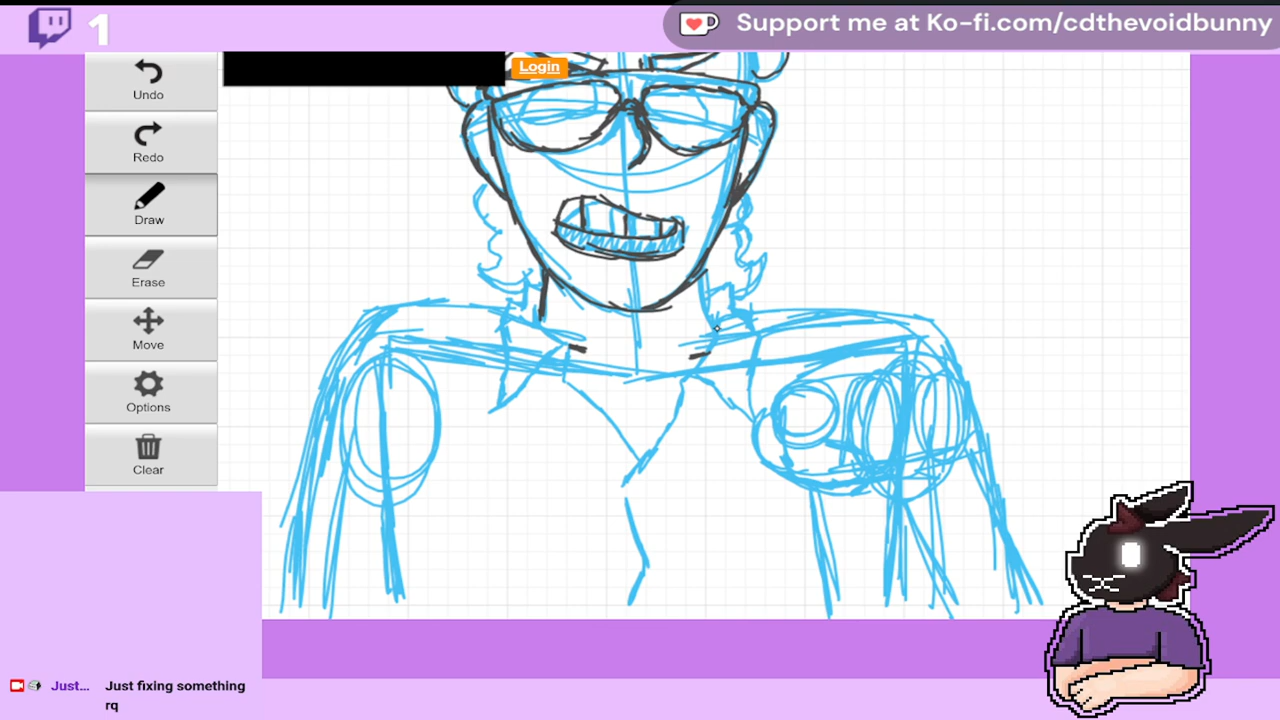 1
Support me at Ko-fi.com/cdthevoidbunny
Login
Undo
Redo
Draw
Erase
Move
Options
Clear
Just... Just fixing something
rq